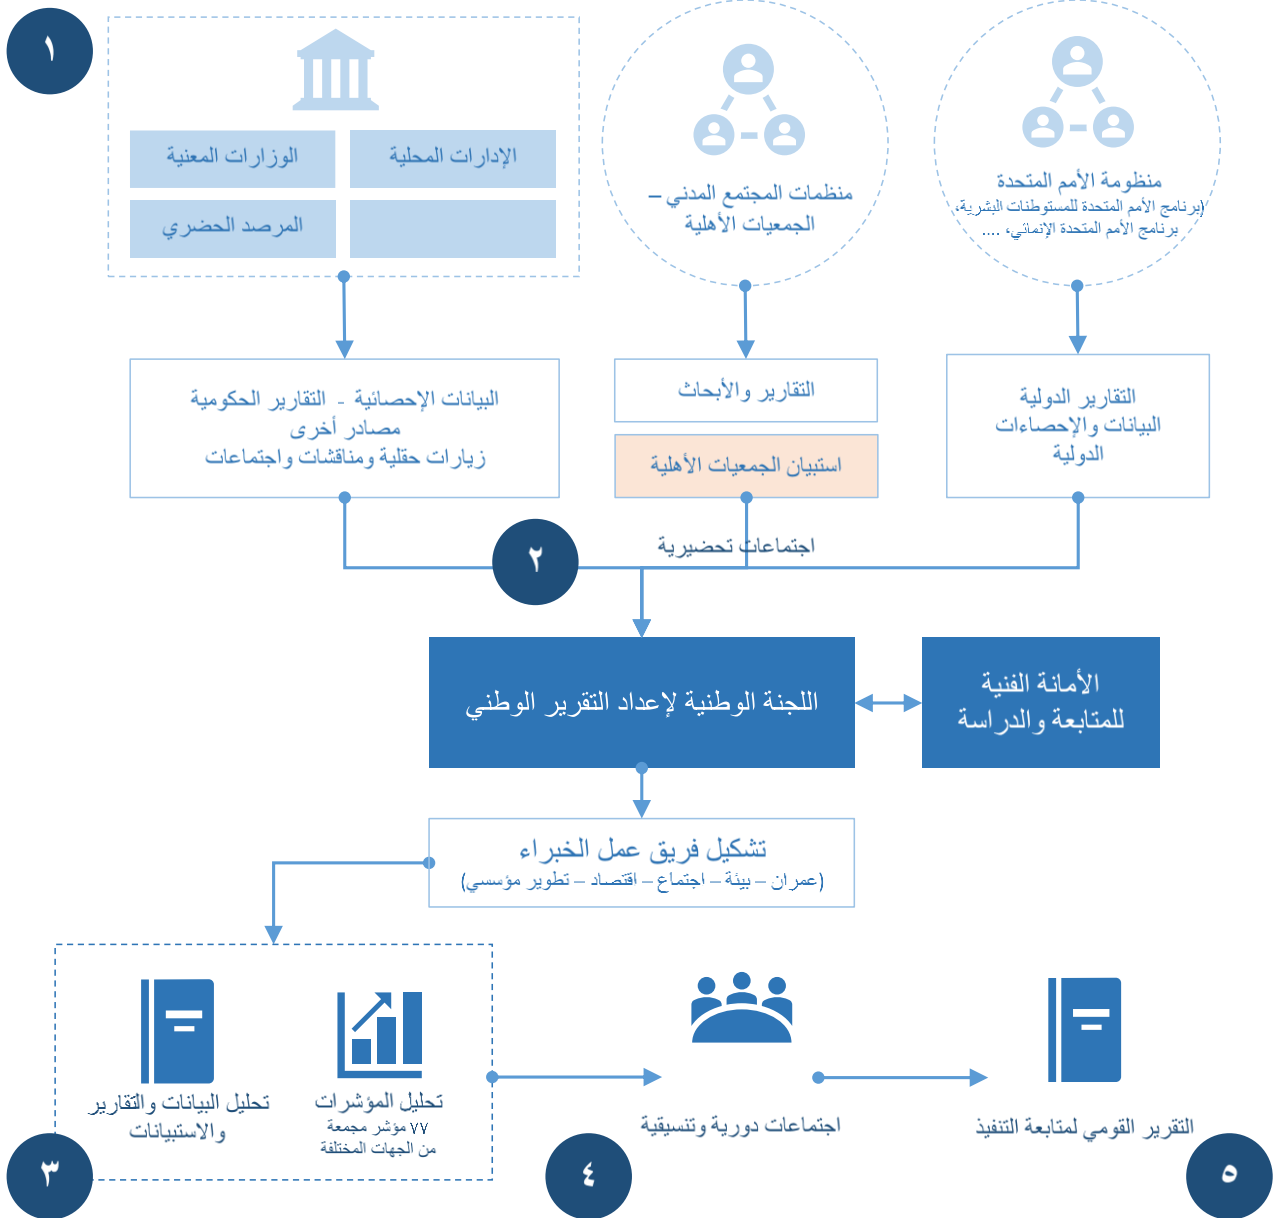 ١
منظومة الأمم المتحدة
(برنامج الأمم المتحدة للمستوطنات البشرية،
برنامج الأمم المتحدة الإنمائي، ....
منظمات المجتمع المدني –
الجمعيات الأهلية
الإدارات المحلية
الوزارات المعنية
المرصد الحضري
التقارير الدولية
البيانات والإحصاءات
الدولية
التقارير والأبحاث
استبيان الجمعيات الأهلية
البيانات الإحصائية - التقارير الحكومية
مصادر أخرى
زيارات حقلية ومناقشات واجتماعات
٢
اجتماعات تحضيرية
الأمانة الفنية
للمتابعة والدراسة
اللجنة الوطنية لإعداد التقرير الوطني
تشكيل فريق عمل الخبراء
(عمران – بيئة – اجتماع – اقتصاد – تطوير مؤسسي)
تحليل المؤشرات
٧٧ مؤشر مجمعة
من الجهات المختلفة
تحليل البيانات والتقارير
والاستبيانات
٣
اجتماعات دورية وتنسيقية
٤
التقرير القومي لمتابعة التنفيذ
٥